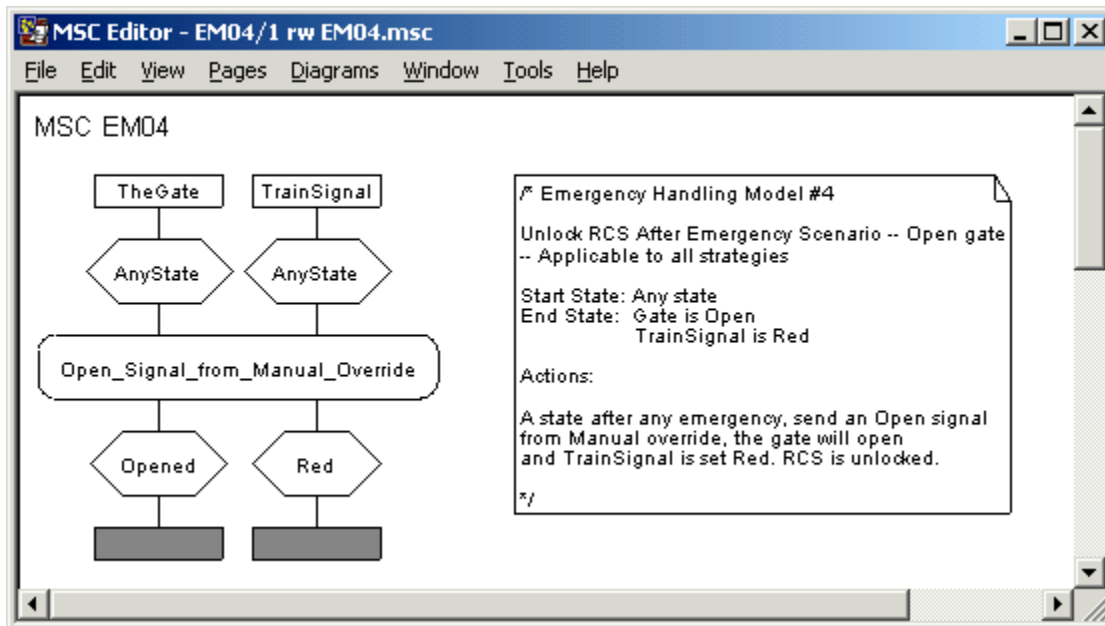 MSC Editor - EM04/1 rw EM04.msc
File Edit View Pages Diagrams Window Tools Help
MSC EM04
TheGate TrainSignal
AnyState AnyState
Open_Signal_from_Manual_Override
Opened Red
/* Emergency Handling Model #4
Unlock RCS After Emergency Scenario -- Open gate
-- Applicable to all strategies
Start State: Any state
End State: Gate is Open
TrainSignal is Red
Actions:
A state after any emergency, send an Open signal
from Manual override, the gate will open
and TrainSignal is set Red. RCS is unlocked.
*/